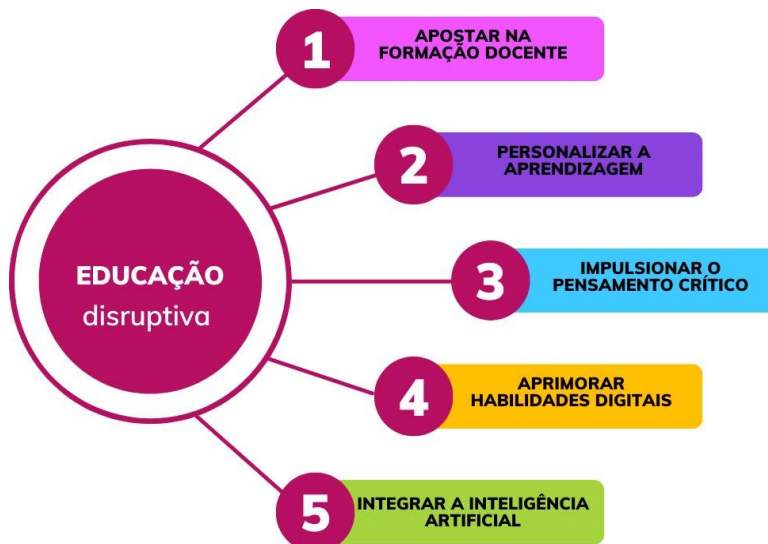 EDUCAÇÃO
disruptiva
1
APOSTAR NA
FORMAÇÃO DOCENTE
2
PERSONALIZAR A
APRENDIZAGEM
3
IMPULSIONAR O
PENSAMENTO CRÍTICO
4
APRIMORAR
HABILIDADES DIGITAIS
5
INTEGRAR A INTELIGÊNCIA
ARTIFICIAL